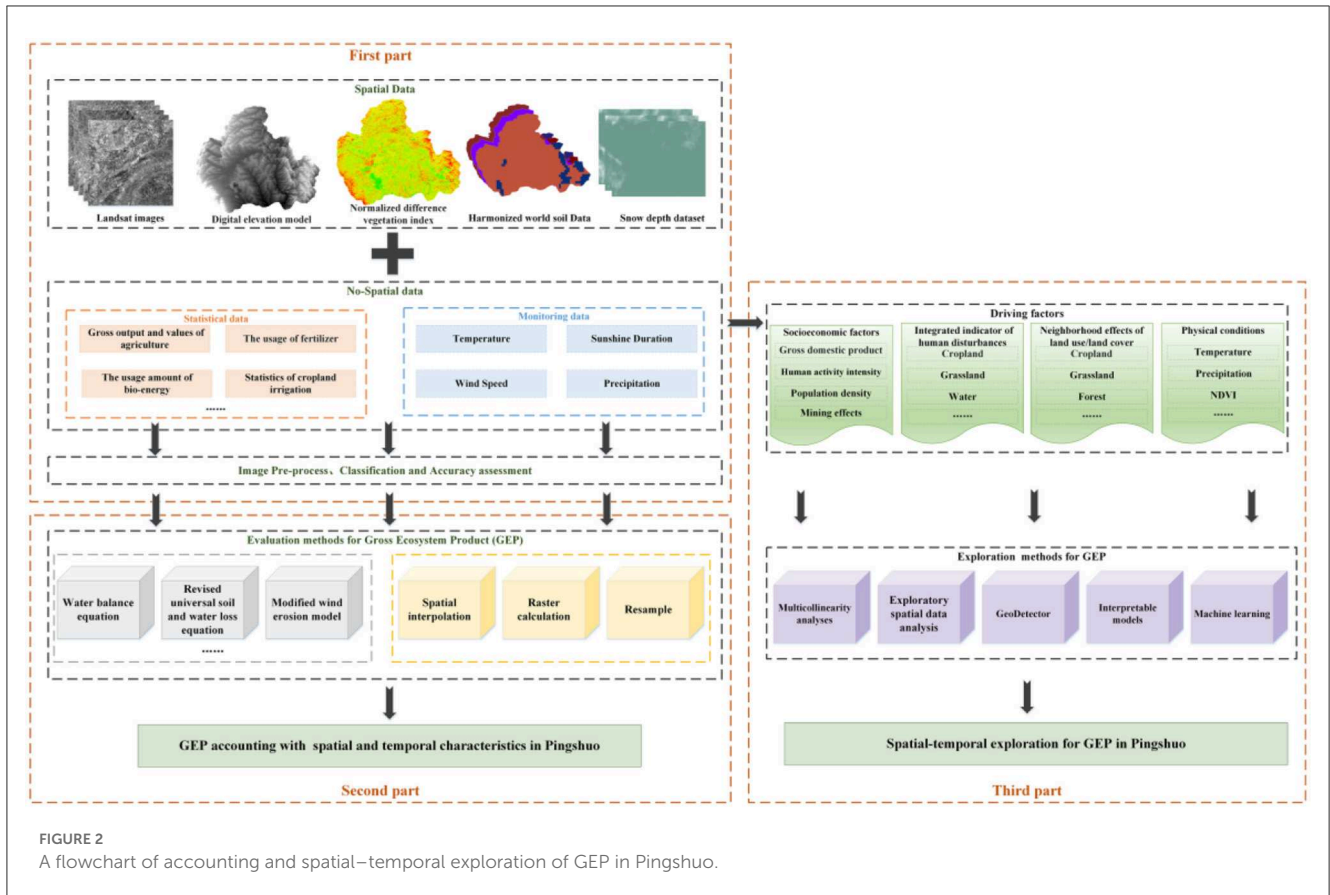 First part
Spatial Data
Landsat images
Digital elevation model
Normalized difference
vegetation index
Harmonized world soil Data
Snow depth dataset
No-Spatial data
Statistical data
Gross output and values of
agriculture
The usage of fertilizer
The usage amount of
bio-energy
Statistics of cropland
irrigation
......
Monitoring data
Temperature
Sunshine Duration
Wind Speed
Precipitation
Image Pre-process、Classification and Accuracy assessment
Evaluation methods for Gross Ecosystem Product (GEP)
Water balance
equation
Revised
universal soil
and water loss
equation
Modified wind
erosion model
......
Spatial
interpolation
Raster
calculation
Resample
GEP accounting with spatial and temporal characteristics in Pingshuo
Second part
Driving factors
Socioeconomic factors
Gross domestic product
Human activity intensity
Population density
Mining effects
Integrated indicator of
human disturbances
Cropland
Grassland
Water
......
Neighborhood effects of
land use/land cover
Cropland
Grassland
Forest
......
Physical conditions
Temperature
Precipitation
NDVI
......
Exploration methods for GEP
Multicollinearity
analyses
Exploratory
spatial data
analysis
GeoDetector
Interpretable
models
Machine learning
Spatial-temporal exploration for GEP in Pingshuo
Third part
FIGURE 2
A flowchart of accounting and spatial–temporal exploration of GEP in Pingshuo.